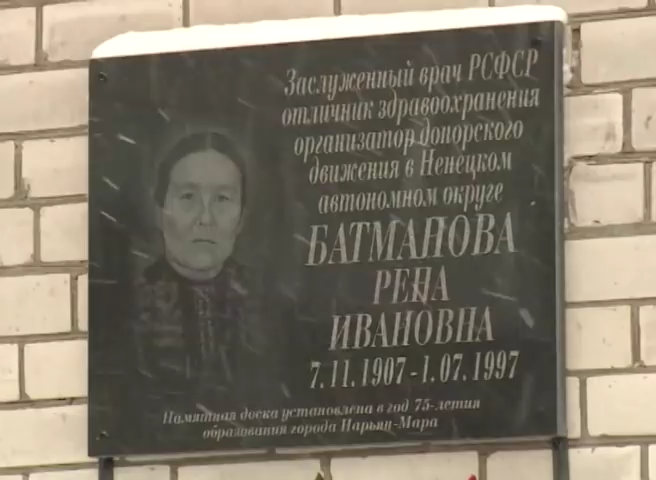 Заслуженный врач РСФСР
отличник здравоохранения
организатор донорского
движения в Ненецком
автономном округе
БАТМАНОВА
РЕПА
ИВАНОВНА
7.11.1907-1.07.1997
Памятная доска установлена в год 75-летия
образования города Нарьян-Мара